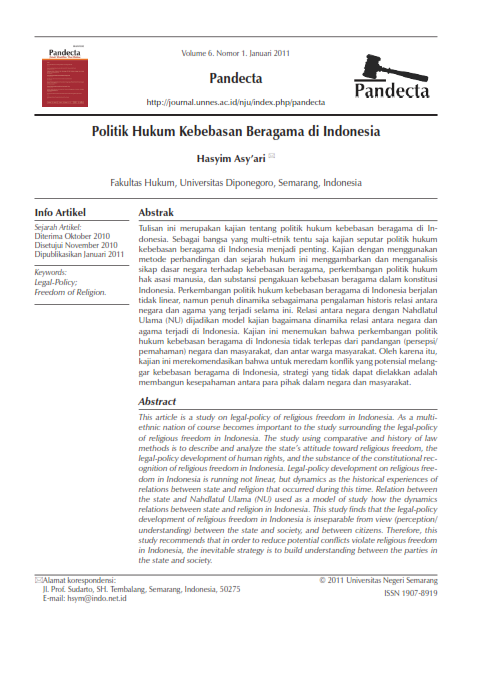 Pandecta
Volume 6. Nomor 1. Januari 2011
Pandecta
http://journal.unnes.ac.id/nju/index.php/pandecta
Pandecta
Politik Hukum Kebebasan Beragama di Indonesia
Hasyim Asy'ari
Fakultas Hukum, Universitas Diponegoro, Semarang, Indonesia
Info Artikel
Sejarah Artikel:
Diterima Oktober 2010
Disetujui November 2010
Dipublikasikan Januari 2011
Keywords:
Legal-Policy;
Freedom of Religion.
Abstrak
Tulisan ini merupakan kajian tentang politik hukum kebebasan beragama di In-
donesia. Sebagai bangsa yang multi-etnik tentu saja kajian seputar politik hukum
kebebasan beragama di Indonesia menjadi penting. Kajian dengan menggunakan
metode perbandingan dan sejarah hukum ini menggambarkan dan menganalisis
sikap dasar negara terhadap kebebasan beragama, perkembangan politik hukum
hak asasi manusia, dan substansi pengakuan kebebasan beragama dalam konstitusi
Indonesia. Perkembangan politik hukum kebebasan beragama di Indonesia berjalan
tidak linear, namun penuh dinamika sebagaimana pengalaman historis relasi antara
negara dan agama yang terjadi selama ini. Relasi antara negara dengan Nahdlatul
Ulama (NU) dijadikan model kajian bagaimana dinamika relasi antara negara dan
agama terjadi di Indonesia. Kajian ini menemukan bahwa perkembangan politik
hukum kebebasan beragama di Indonesia tidak terlepas dari pandangan (persepsi/
pemahaman) negara dan masyarakat, dan antar warga masyarakat. Oleh karena itu,
kajian ini merekomendasikan bahwa untuk meredam konflik yang potensial melang-
gar kebebasan beragama di Indonesia, strategi yang tidak dapat dielakkan adalah
membangun kesepahaman antara para pihak dalam negara dan masyarakat.
Abstract
This article is a study on legal-policy of religious freedom in Indonesia. As a multi-
ethnic nation of course becomes important to the study surrounding the legal-policy
of religious freedom in Indonesia. The study using comparative and history of law
methods is to describe and analyze the state's attitude toward religious freedom, the
legal-policy development of human rights, and the substance of the constitutional rec-
ognition of religious freedom in Indonesia. Legal-policy development on religious free-
dom in Indonesia is running not linear, but dynamics as the historical experiences of
relations between state and religion that occurred during this time. Relation between
the state and Nahdlatul Ulama (NU) used as a model of study how the dynamics
relations between state and religion in Indonesia. This study finds that the legal-policy
development of religious freedom in Indonesia is inseparable from view (perception/
understanding) between the state and society, and between citizens. Therefore, this
study recommends that in order to reduce potential conflicts violate religious freedom
in Indonesia, the inevitable strategy is to build understanding between the parties in
the state and society.
Alamat korespondensi:
Jl. Prof. Sudarto, SH. Tembalang, Semarang, Indonesia, 50275
E-mail: hsym@indo.net.id
© 2011 Universitas Negeri Semarang
ISSN 1907-8919